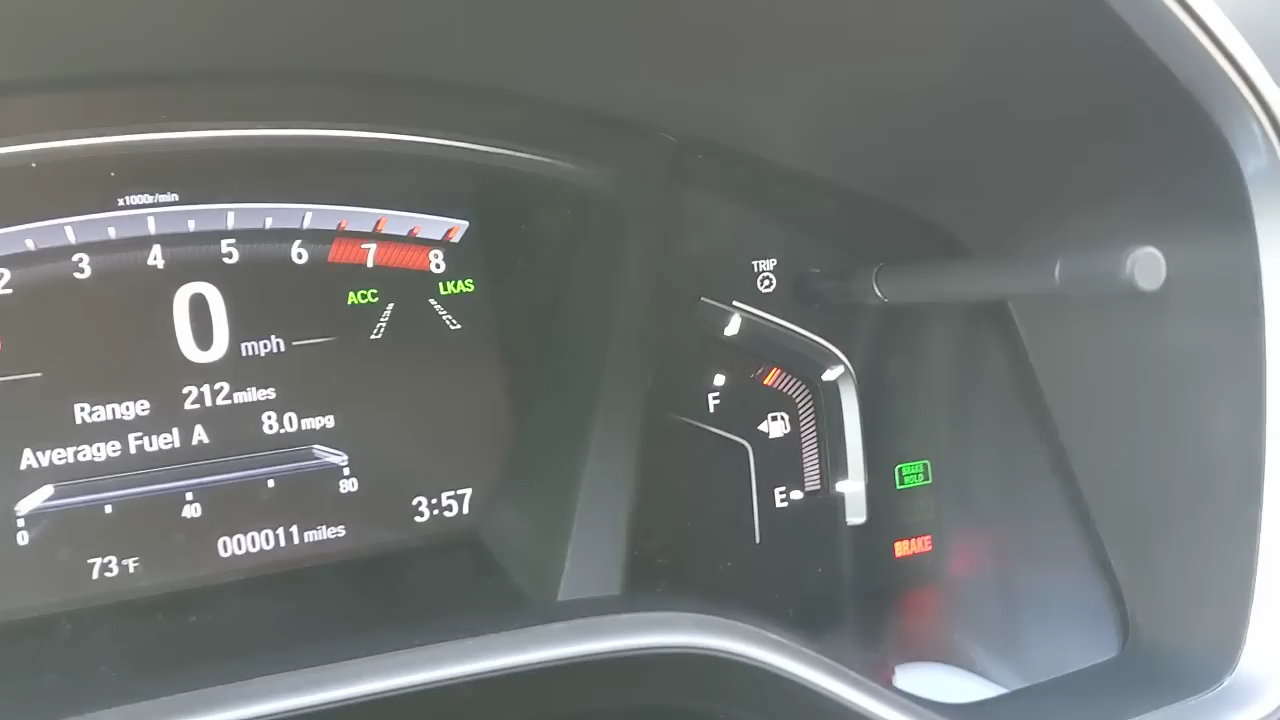 x1000r/min
2 3 4 5 6 7 8
ACC LKAS
0 mph
Range 212 miles
Average Fuel A 8.0 mpg
0 40 80
3:57
73°F 000011 miles
TRIP
F
E
BRAKE HOLD
BRAKE